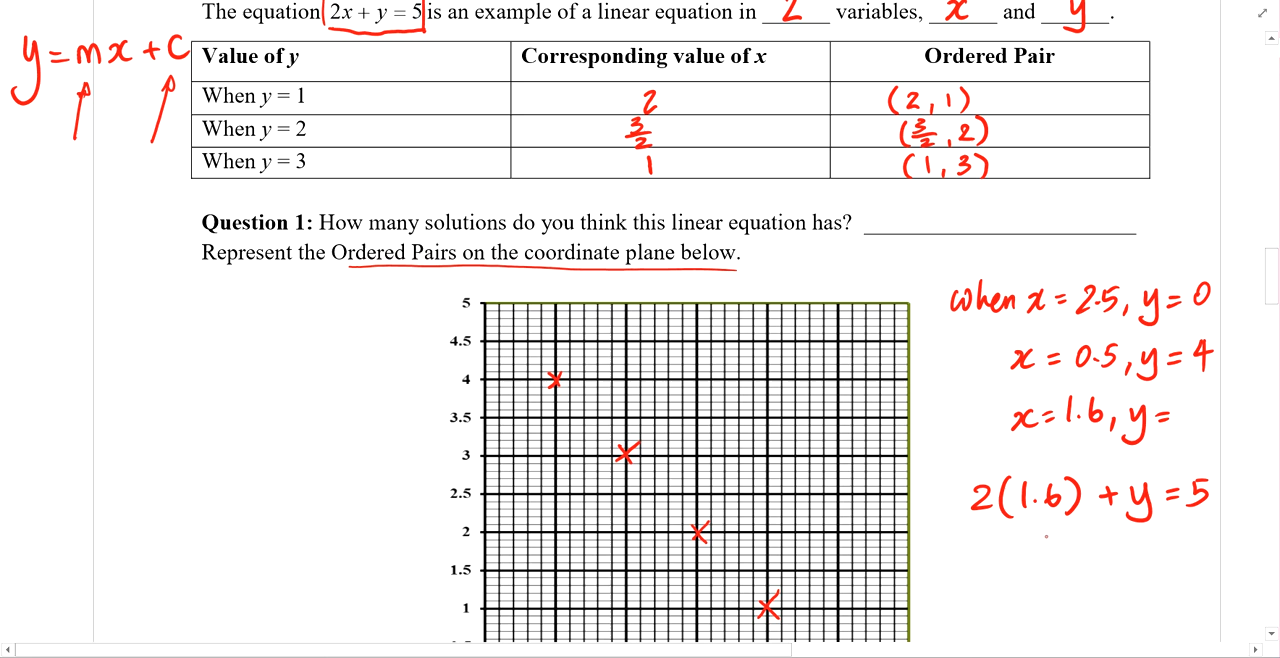 The equation 2x + y = 5 is an example of a linear equation in 2 variables, x and y.
y = mx + c
Value of y Corresponding value of x Ordered Pair
When y = 1 2 (2, 1)
When y = 2 3/2 (3/2, 2)
When y = 3 1 (1, 3)
Question 1: How many solutions do you think this linear equation has?
Represent the Ordered Pairs on the coordinate plane below.
when x = 2.5, y = 0
x = 0.5, y = 4
x = 1.6, y =
2(1.6) + y = 5
5
4.5
4
3.5
3
2.5
2
1.5
1